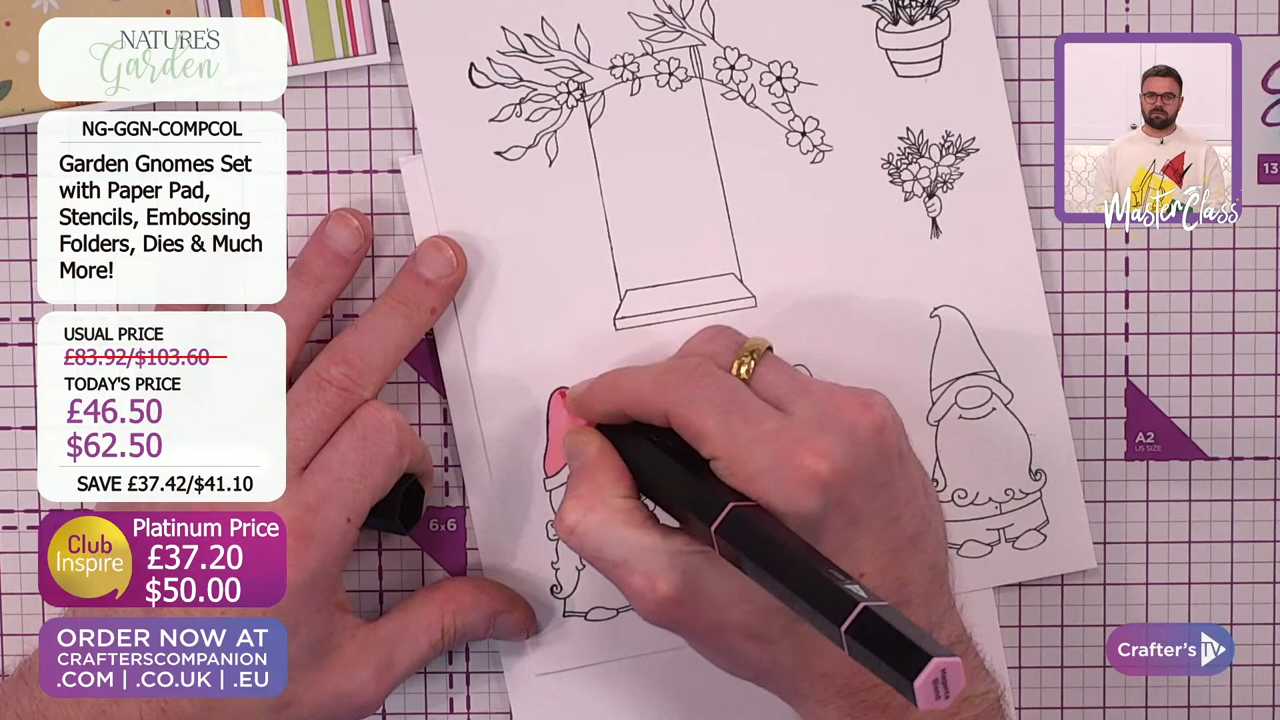 NATURE'S
Garden
NG-GGN-COMPCOL
Garden Gnomes Set
with Paper Pad,
Stencils, Embossing
Folders, Dies & Much
More!
USUAL PRICE
£83.92/$103.60
TODAY'S PRICE
£46.50
$62.50
SAVE £37.42/$41.10
Club
Inspire
Platinum Price
£37.20
$50.00
ORDER NOW AT
CRAFTERSCOMPANION
.COM | .CO.UK | .EU
MasterClass
13
A2
US SIZE
6x6
Crafter's TV
Magenta
Blend